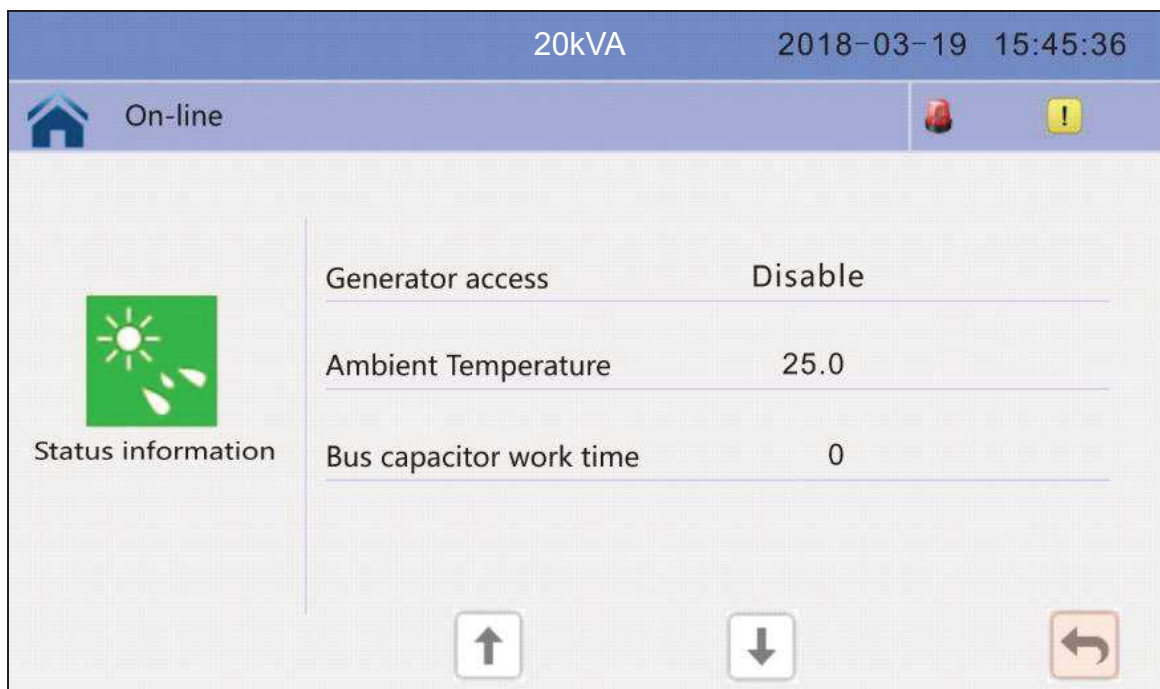 20kVA 2018-03-19 15:45:36
On-line !
Generator access Disable
Ambient Temperature 25.0
Status information
Bus capacitor work time 0